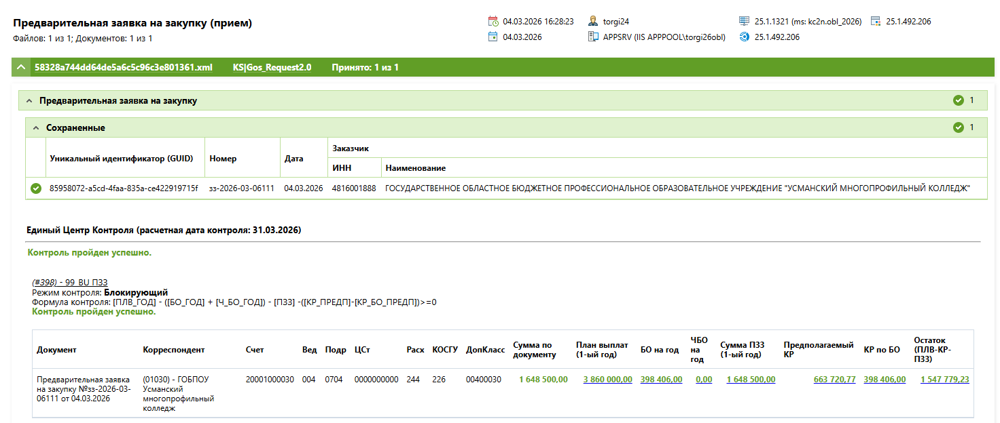 Предварительная заявка на закупку (прием)
Файлов: 1 из 1; Документов: 1 из 1
04.03.2026 16:28:23
torgi24
25.1.1321 (ms: kc2n.obl_2026)
25.1.492.206
04.03.2026
APPSRV (IIS APPPOOL\torgi26obl)
25.1.492.206
58328a744dd64de5a6c5c96c3e801361.xml KS|Gos_Request2.0 Принято: 1 из 1
Предварительная заявка на закупку 1
Сохраненные 1
Уникальный идентификатор (GUID) Номер Дата Заказчик
ИНН Наименование
85958072-a5cd-4faa-835a-ce422919715f зз-2026-03-06111 04.03.2026 4816001888 ГОСУДАРСТВЕННОЕ ОБЛАСТНОЕ БЮДЖЕТНОЕ ПРОФЕССИОНАЛЬНОЕ ОБРАЗОВАТЕЛЬНОЕ УЧРЕЖДЕНИЕ "УСМАНСКИЙ МНОГОПРОФИЛЬНЫЙ КОЛЛЕДЖ"
Единый Центр Контроля (расчетная дата контроля: 31.03.2026)
Контроль пройден успешно.
(#398) - 99_BU ПЗЗ
Режим контроля: Блокирующий
Формула контроля: [ПЛВ_ГОД] - ([БО_ГОД] + [Ч_БО_ГОД]) - [ПЗЗ] -([КР_ПРЕДП]-[КР_БО_ПРЕДП])>=0
Контроль пройден успешно.
Документ
Корреспондент
Счет
Вед
Подр
ЦСт
Расх
КОСГУ
ДопКласс
Сумма по
документу
План выплат
(1-ый год)
БО на год
ЧБО
на
год
Сумма ПЗЗ
(1-ый год)
Предполагаемый
КР
КР по БО
Остаток
(ПЛВ-КР-
ПЗЗ)
Предварительная заявка
на закупку №зз-2026-03-
06111 от 04.03.2026
(01030) - ГОБПОУ
Усманский
многопрофильный
колледж
20001000030
004
0704
0000000000
244
226
00400030
1 648 500,00
3 860 000,00
398 406,00
0,00
1 648 500,00
663 720,77
398 406,00
1 547 779,23